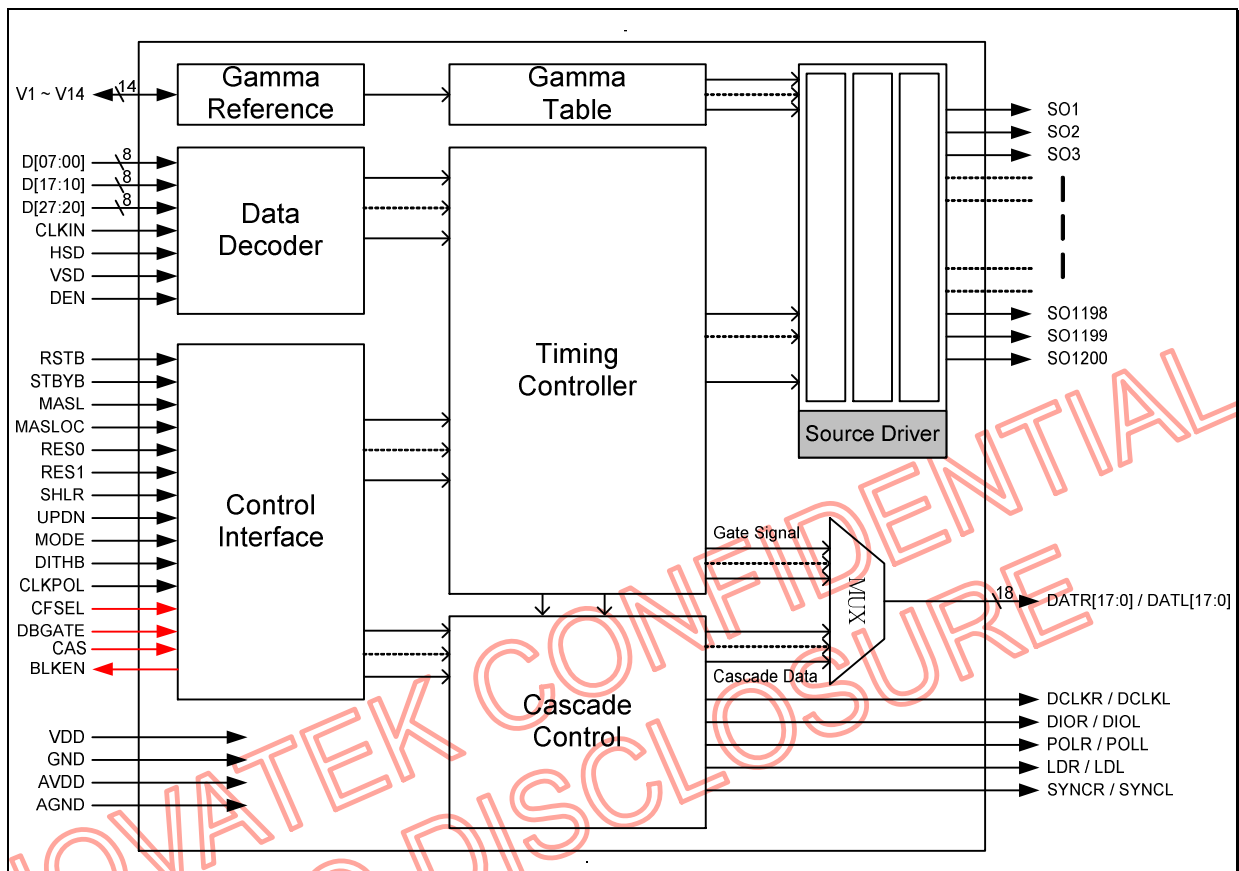 V1 ~ V14
14
Gamma
Reference
Gamma
Table
D[07:00]
8
D[17:10]
8
D[27:20]
8
CLKIN
HSD
VSD
DEN
Data
Decoder
RSTB
STBYB
MASL
MASLOC
RES0
RES1
SHLR
UPDN
MODE
DITHB
CLKPOL
CFSEL
DBGATE
CAS
BLKEN
Control
Interface
VDD
GND
AVDD
AGND
Timing
Controller
Cascade
Control
Source Driver
SO1
SO2
SO3
SO1198
SO1199
SO1200
Gate Signal
MUX
Cascade Data
18
DATR[17:0] / DATL[17:0]
DCLKR / DCLKL
DIOR / DIOL
POLR / POLL
LDR / LDL
SYNCR / SYNCL
NOVATEK CONFIDENTIAL
DISCLOSURE